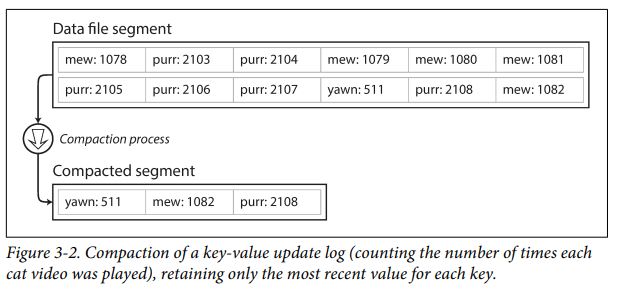 Data file segment
mew: 1078 purr: 2103 purr: 2104 mew: 1079 mew: 1080 mew: 1081
purr: 2105 purr: 2106 purr: 2107 yawn: 511 purr: 2108 mew: 1082
Compaction process
Compacted segment
yawn: 511 mew: 1082 purr: 2108
Figure 3-2. Compaction of a key-value update log (counting the number of times each
cat video was played), retaining only the most recent value for each key.